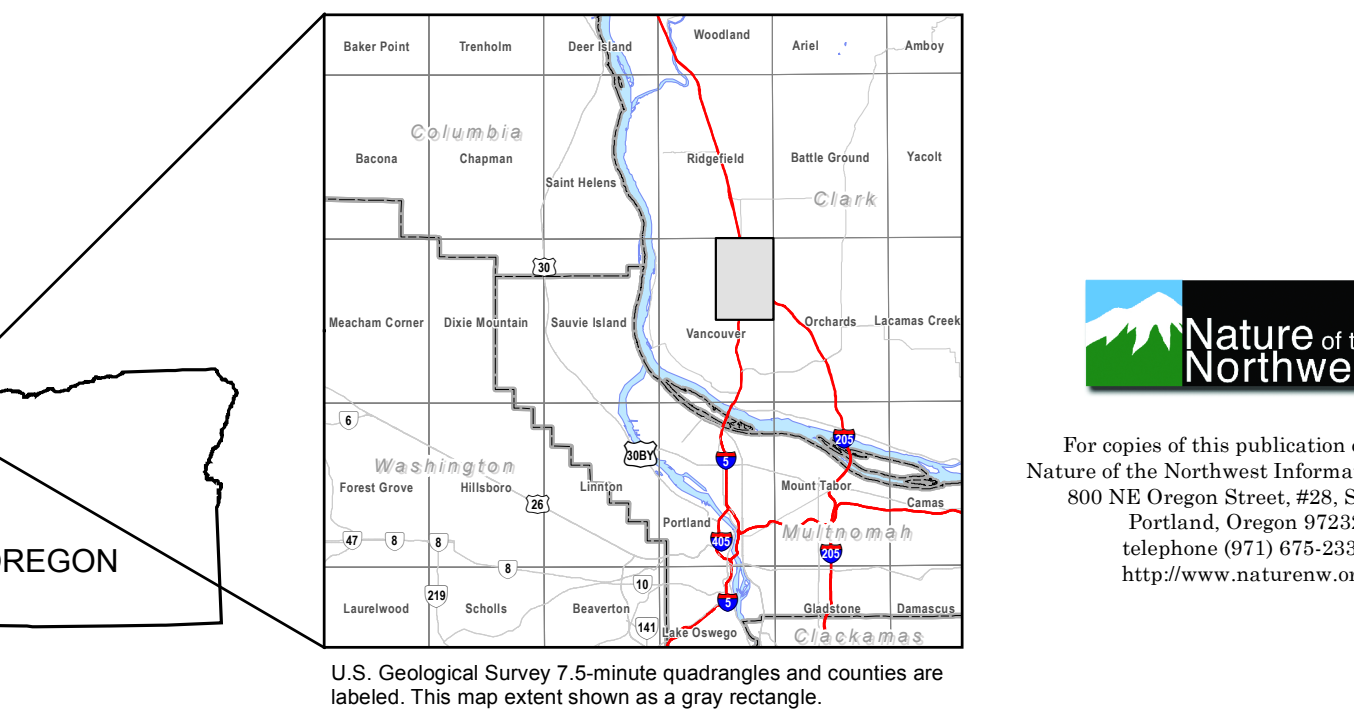 Baker Point Trenholm Deer Island Woodland Ariel Amboy
Columbia
Bacona Chapman Ridgefield Battle Ground Yacolt
Saint Helens
Clark
30
Meacham Corner Dixie Mountain Sauvie Island Vancouver Orchards Lacamas Creek
6
205
30BY 5
Washington
Forest Grove Hillsboro Linnton Mount Tabor
26 Camas
Portland
Multnomah
47 8 8 405
205
8
10
219
5
Laurelwood Scholls Beaverton Gladstone Damascus
141 Lake Oswego Clackamas
U.S. Geological Survey 7.5-minute quadrangles and counties are
labeled. This map extent shown as a gray rectangle.
OREGON
Nature of
Northwe
For copies of this publication
Nature of the Northwest Informa
800 NE Oregon Street, #28, S
Portland, Oregon 97232
telephone (971) 675-233
http://www.naturenw.or